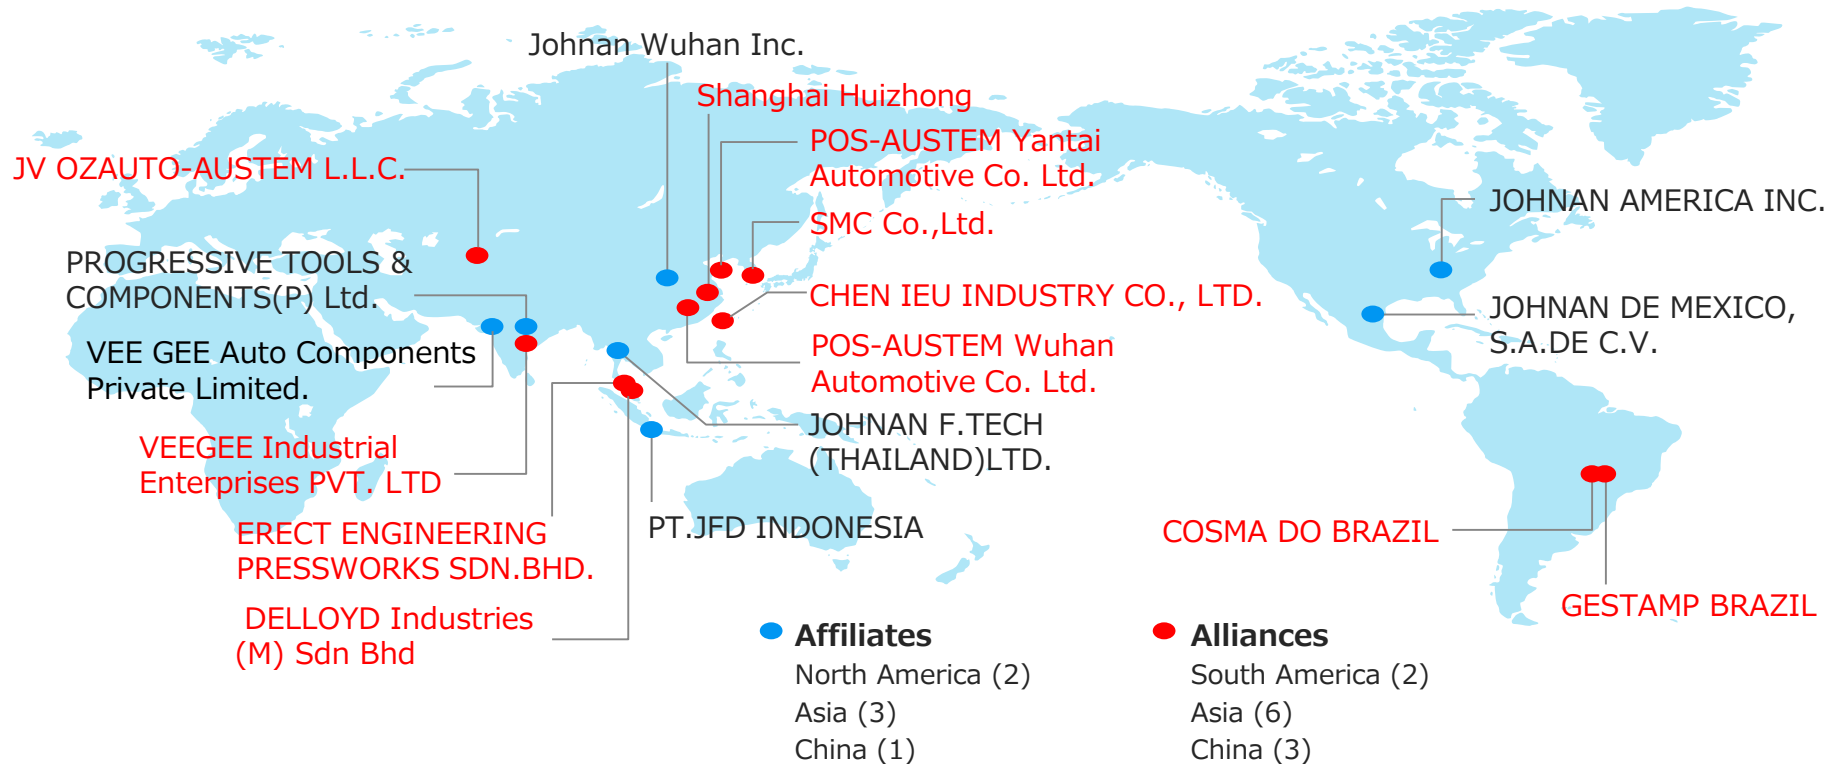 Johnan Wuhan Inc.
Shanghai Huizhong
POS-AUSTEM Yantai
Automotive Co. Ltd.
JV OZAUTO-AUSTEM L.L.C.
SMC Co.,Ltd.
JOHNAN AMERICA INC.
PROGRESSIVE TOOLS &
COMPONENTS(P) Ltd.
CHEN IEU INDUSTRY CO., LTD.
JOHNAN DE MEXICO,
S.A.DE C.V.
VEE GEE Auto Components
Private Limited.
POS-AUSTEM Wuhan
Automotive Co. Ltd.
JOHNAN F.TECH
(THAILAND)LTD.
VEEGEE Industrial
Enterprises PVT. LTD
ERECT ENGINEERING
PRESSWORKS SDN.BHD.
PT.JFD INDONESIA
COSMA DO BRAZIL
GESTAMP BRAZIL
DELLOYD Industries
(M) Sdn Bhd
Affiliates
North America (2)
Asia (3)
China (1)
Alliances
South America (2)
Asia (6)
China (3)